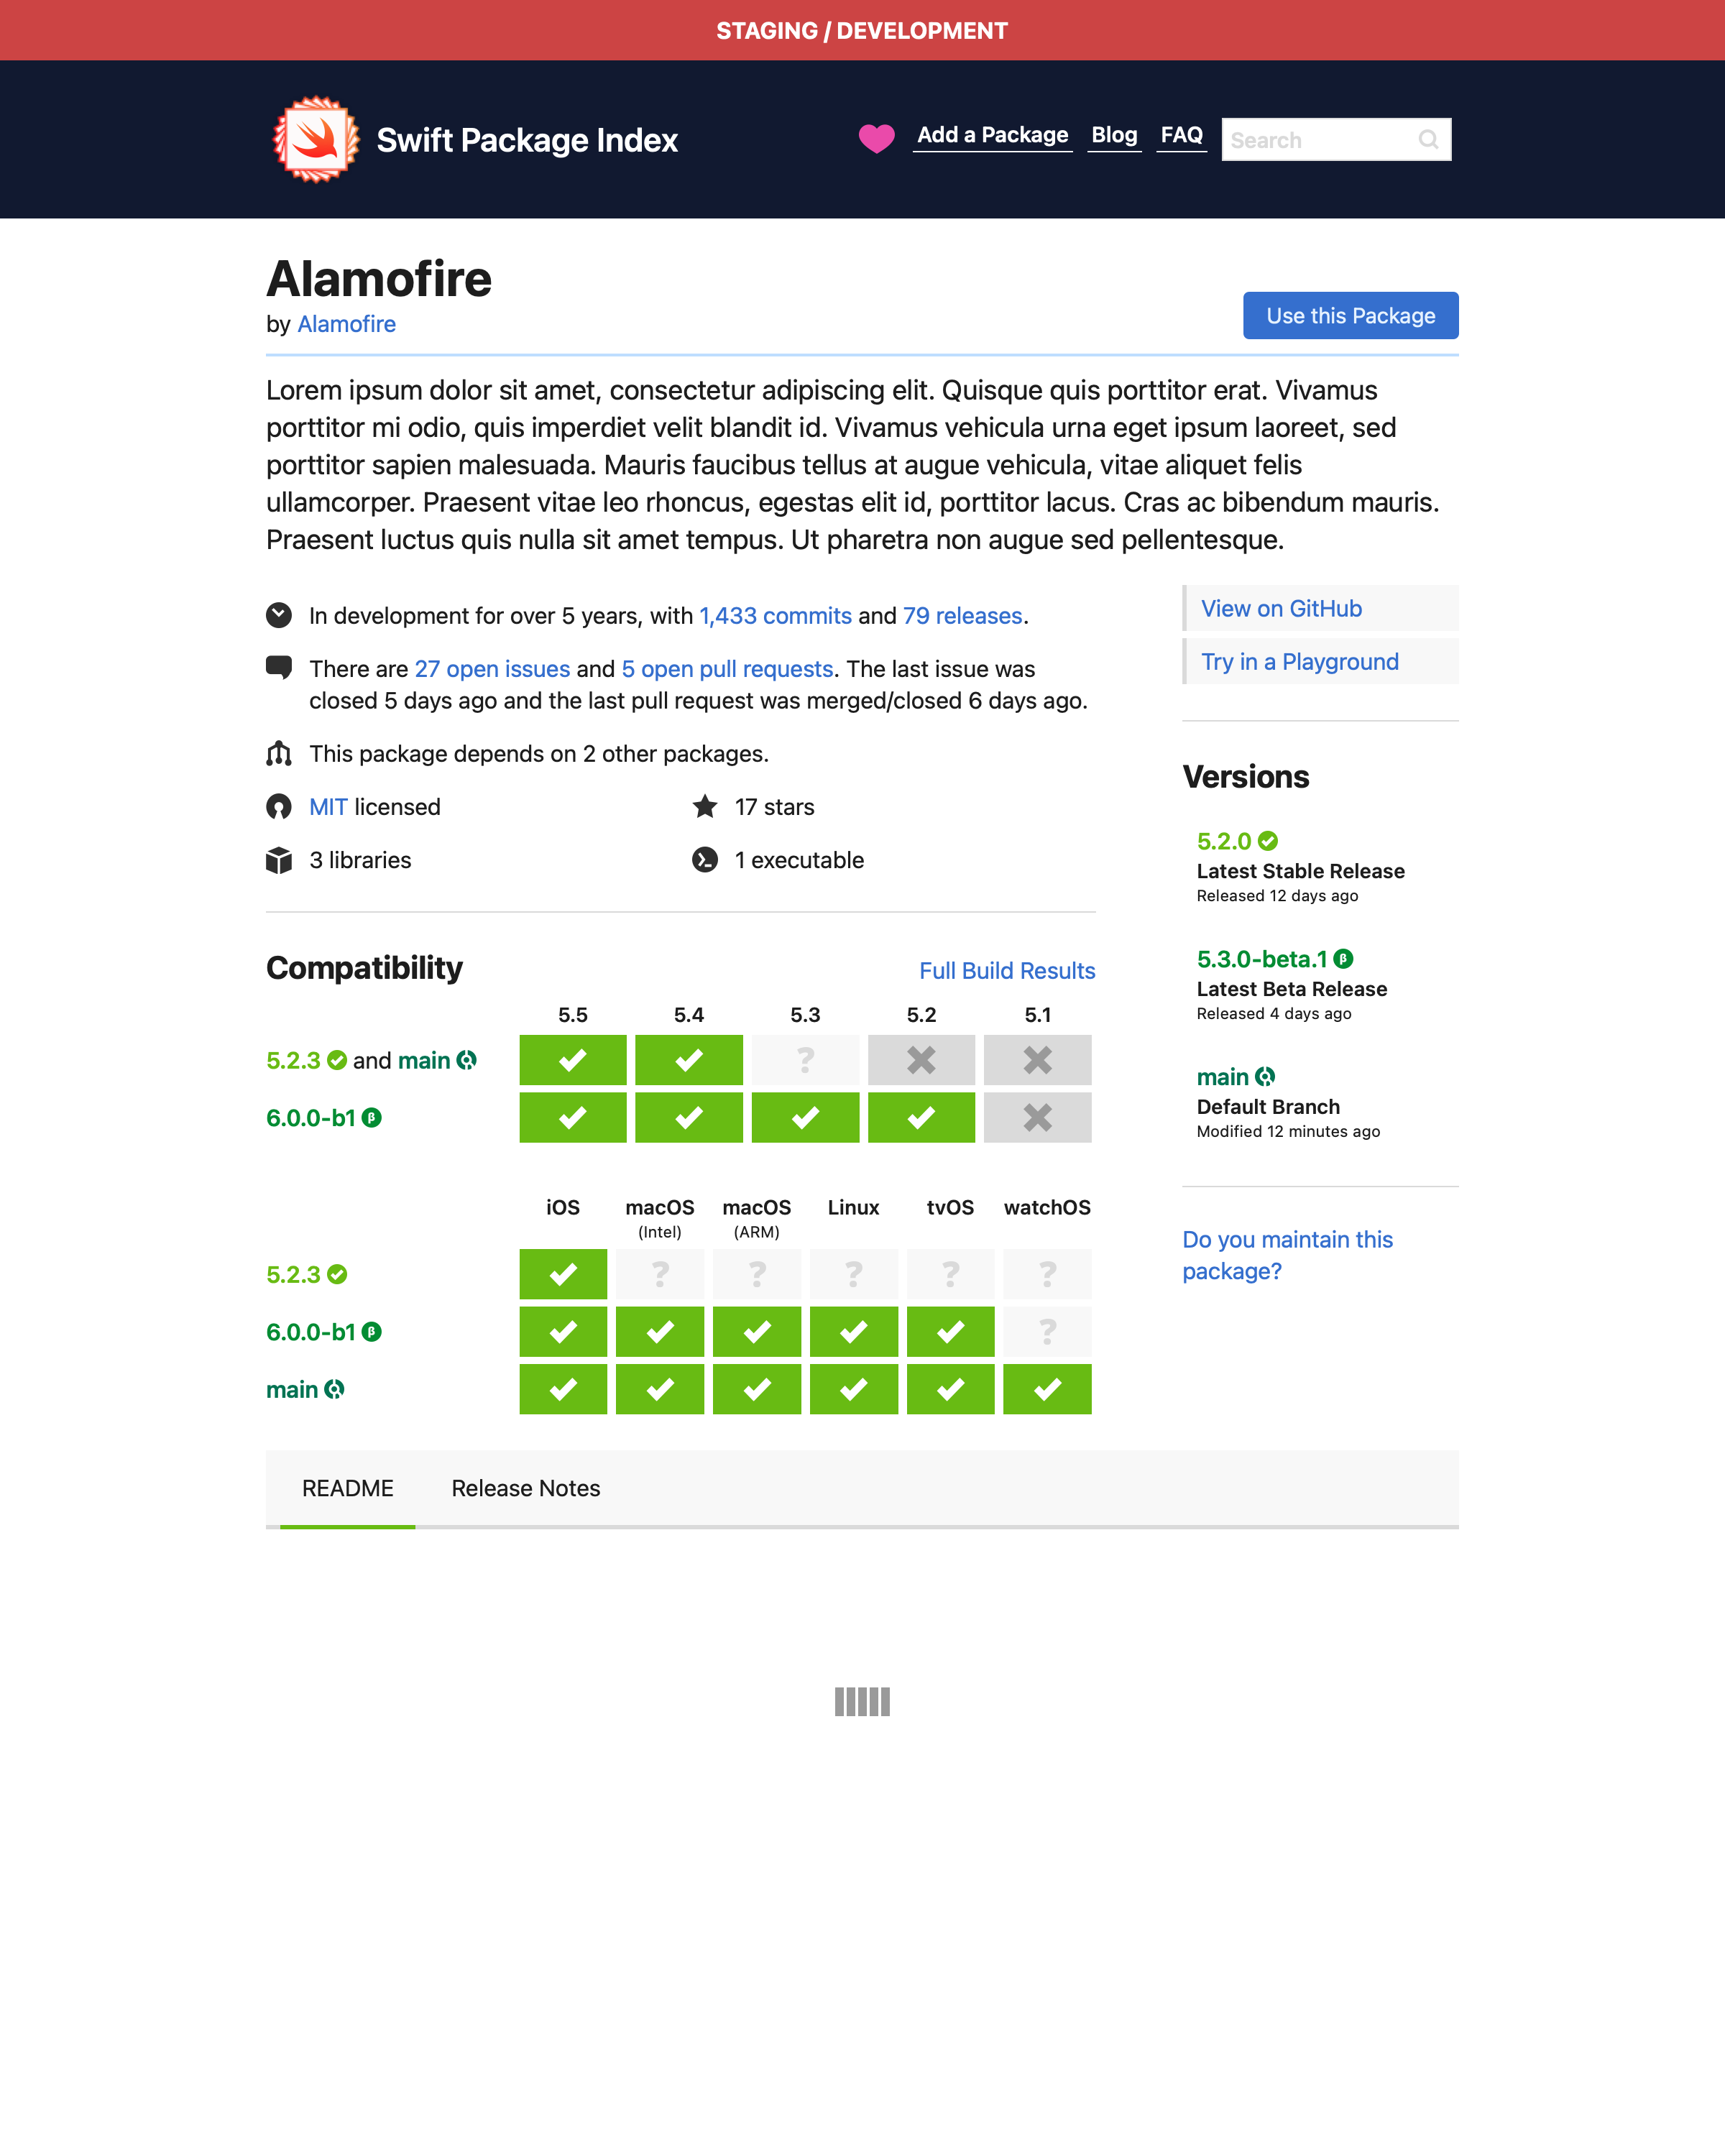 STAGING / DEVELOPMENT
Swift Package Index
Add a Package
Blog
FAQ
Search
Alamofire
by Alamofire
Use this Package
Lorem ipsum dolor sit amet, consectetur adipiscing elit. Quisque quis porttitor erat. Vivamus
porttitor mi odio, quis imperdiet velit blandit id. Vivamus vehicula urna eget ipsum laoreet, sed
porttitor sapien malesuada. Mauris faucibus tellus at augue vehicula, vitae aliquet felis
ullamcorper. Praesent vitae leo rhoncus, egestas elit id, porttitor lacus. Cras ac bibendum mauris.
Praesent luctus quis nulla sit amet tempus. Ut pharetra non augue sed pellentesque.
In development for over 5 years, with 1,433 commits and 79 releases.
There are 27 open issues and 5 open pull requests. The last issue was
closed 5 days ago and the last pull request was merged/closed 6 days ago.
This package depends on 2 other packages.
MIT licensed
17 stars
3 libraries
1 executable
View on GitHub
Try in a Playground
Versions
5.2.0
Latest Stable Release
Released 12 days ago
5.3.0-beta.1 β
Latest Beta Release
Released 4 days ago
main
Default Branch
Modified 12 minutes ago
Do you maintain this
package?
Compatibility
Full Build Results
5.5 5.4 5.3 5.2 5.1
5.2.3 and main ?
6.0.0-b1 β
iOS macOS (Intel) macOS (ARM) Linux tvOS watchOS
5.2.3 ? ? ? ? ?
6.0.0-b1 β ?
main
README
Release Notes